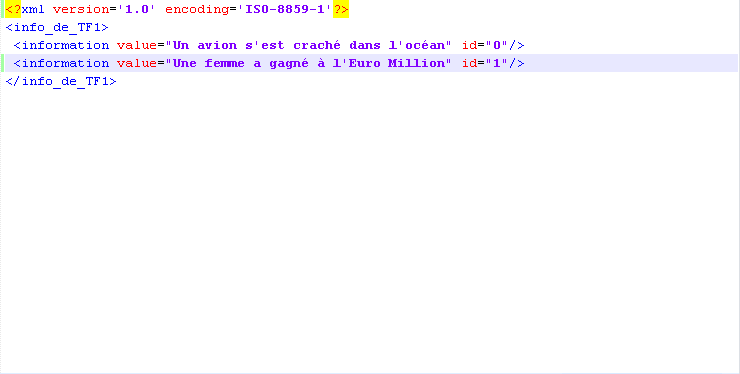 <?xml version='1.0' encoding='ISO-8859-1'?>
<info_de_TF1>
<information value="Un avion s'est craché dans l'océan" id="0"/>
<information value="Une femme a gagné à l'Euro Million" id="1"/>
</info_de_TF1>